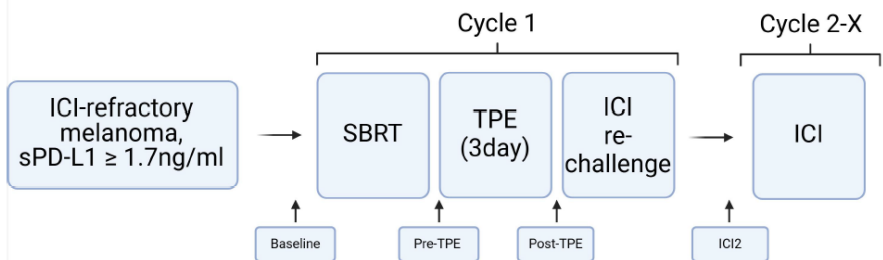 Cycle 1
Cycle 2-X
ICI-refractory
melanoma,
sPD-L1 ≥ 1.7ng/ml
SBRT
TPE
(3day)
ICI
re-
challenge
ICI
Baseline
Pre-TPE
Post-TPE
ICI2